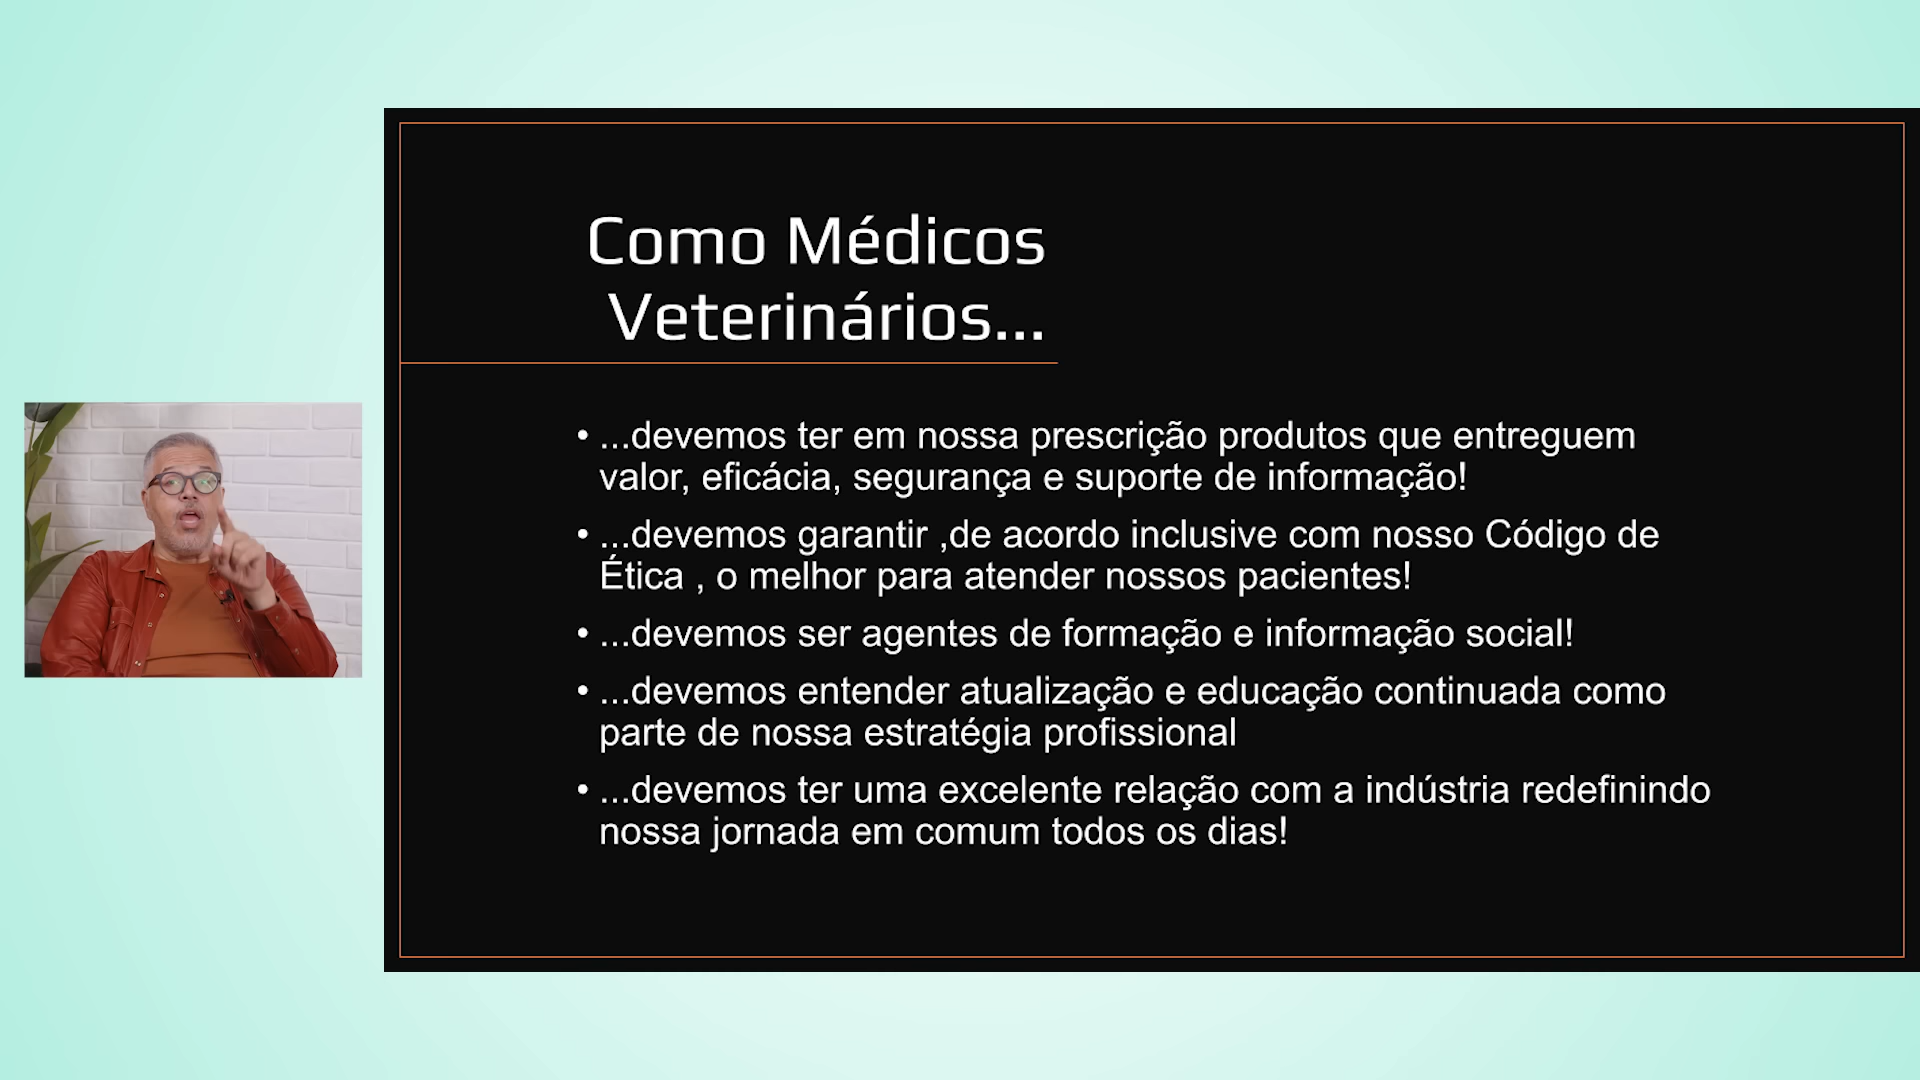 Como Médicos
Veterinários...
• ...devemos ter em nossa prescrição produtos que entreguem
valor, eficácia, segurança e suporte de informação!
• ...devemos garantir ,de acordo inclusive com nosso Código de
Ética , o melhor para atender nossos pacientes!
• ...devemos ser agentes de formação e informação social!
• ...devemos entender atualização e educação continuada como
parte de nossa estratégia profissional
• ...devemos ter uma excelente relação com a indústria redefinindo
nossa jornada em comum todos os dias!